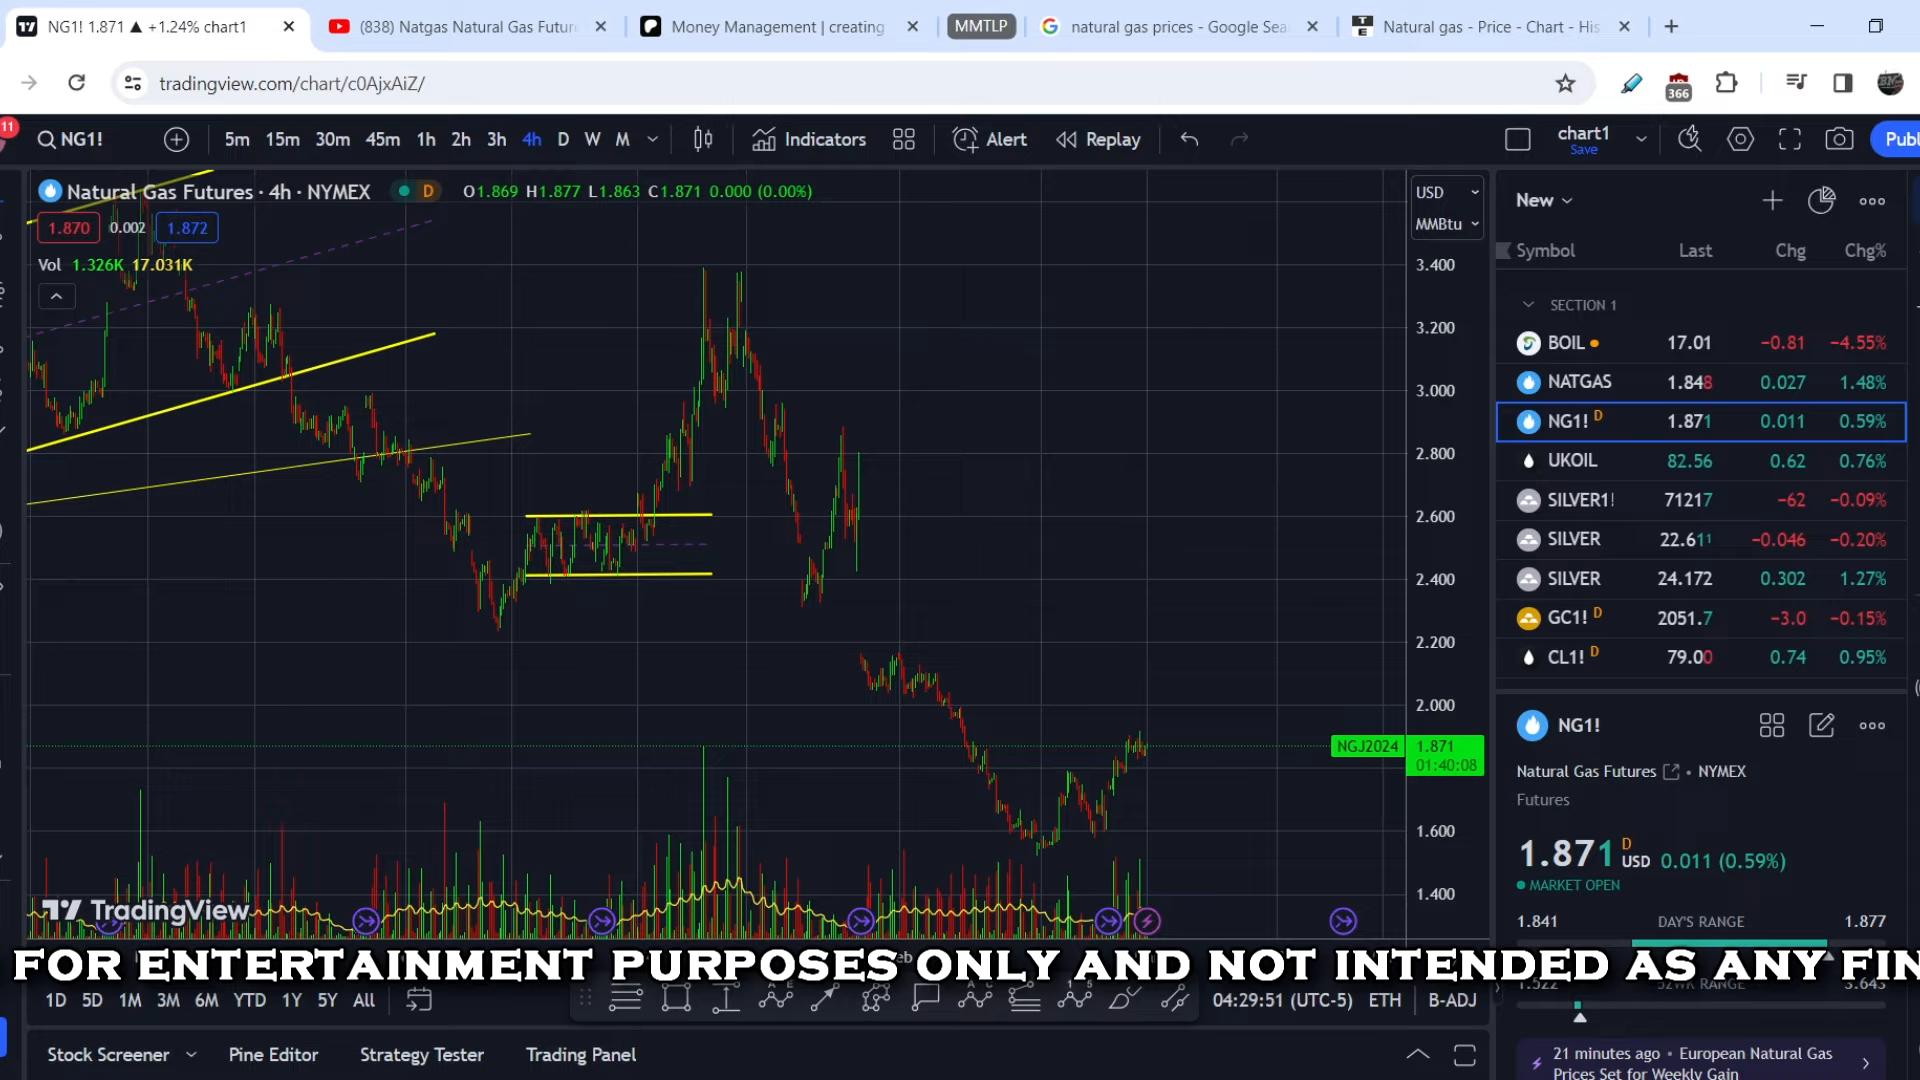 NG1! 1.871 ▲ +1.24% chart1
(838) Natgas Natural Gas Futur
Money Management | creating
MMTLP
natural gas prices - Google Sea
Natural gas - Price - Chart - His
tradingview.com/chart/c0AjxAiZ/
366
11
NG1!
5m 15m 30m 45m 1h 2h 3h 4h D W M
Indicators
Alert
Replay
chart1
Save
Publ
Natural Gas Futures · 4h · NYMEX
D
O1.869 H1.877 L1.863 C1.871 0.000 (0.00%)
1.870 0.002 1.872
Vol 1.326K 17.031K
USD
MMBtu
3.400
3.200
3.000
2.800
2.600
2.400
2.200
2.000
NGJ2024 1.871
01:40:08
1.600
1.400
TradingView
New
Symbol Last Chg Chg%
SECTION 1
BOIL 17.01 −0.81 −4.55%
NATGAS 1.848 0.027 1.48%
NG1! D 1.871 0.011 0.59%
UKOIL 82.56 0.62 0.76%
SILVER1! 71217 −62 −0.09%
SILVER 22.611 −0.046 −0.20%
SILVER 24.172 0.302 1.27%
GC1! D 2051.7 −3.0 −0.15%
CL1! D 79.00 0.74 0.95%
NG1!
Natural Gas Futures • NYMEX
Futures
1.871 D USD 0.011 (0.59%)
MARKET OPEN
1.841 DAY'S RANGE 1.877
FOR ENTERTAINMENT PURPOSES ONLY AND NOT INTENDED AS ANY FIN
1.522 52WK RANGE 3.643
1D 5D 1M 3M 6M YTD 1Y 5Y All
04:29:51 (UTC-5) ETH B-ADJ
Stock Screener
Pine Editor
Strategy Tester
Trading Panel
21 minutes ago • European Natural Gas
Prices Set for Weekly Gain